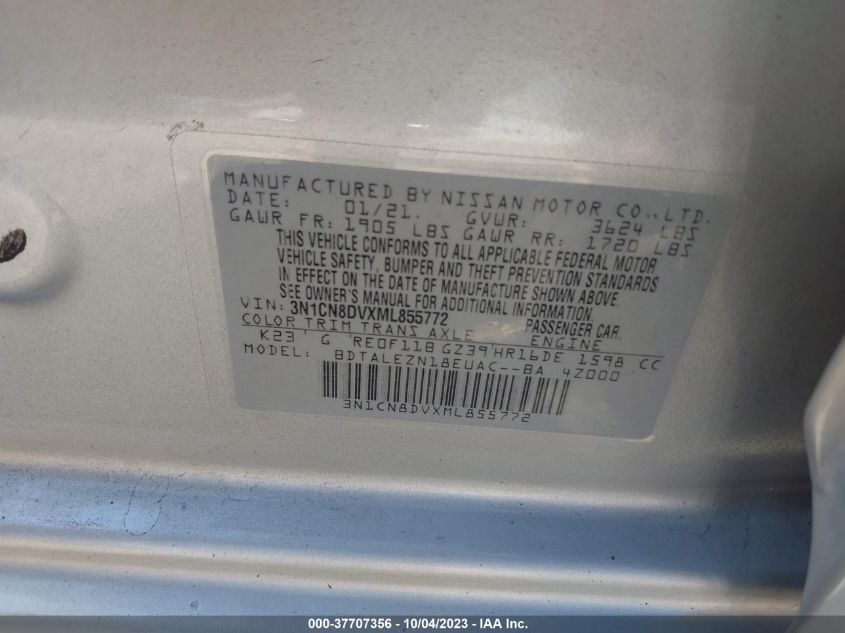 MANUFACTURED BY NISSAN MOTOR CO., LTD.
DATE: 01/21. GVWR: 3624 LBS
GAWR FR: 1905 LBS GAWR RR: 1720 LBS
THIS VEHICLE CONFORMS TO ALL APPLICABLE FEDERAL MOTOR
VEHICLE SAFETY, BUMPER AND THEFT PREVENTION STANDARDS
IN EFFECT ON THE DATE OF MANUFACTURE SHOWN ABOVE.
SEE OWNER'S MANUAL FOR ADDITIONAL INFORMATION.
VIN: 3N1CN8DVXML855772 PASSENGER CAR.
COLOR TRIM TRANS AXLE ENGINE
K23 ' G 'RE0F11B GZ39'HR16DE 1598 CC
MODEL: BDTALEZN18EUAC--BA 4Z000
3N1CN8DVXML855772
000-37707356 - 10/04/2023 - IAA Inc.